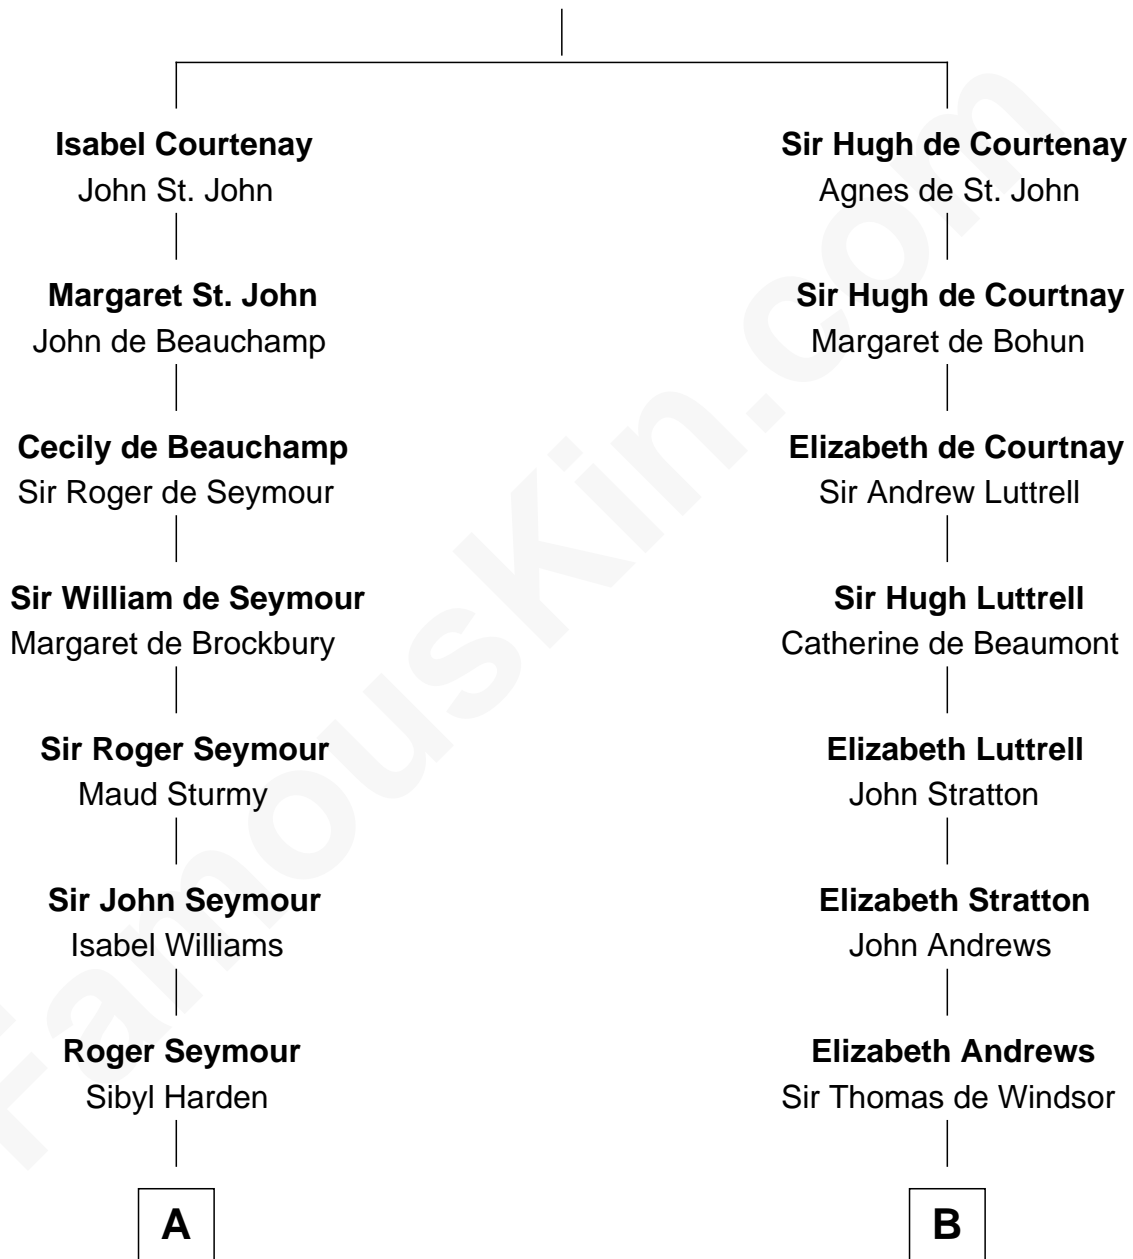 Isabel Courtenay
John St. John
Sir Hugh de Courtenay
Agnes de St. John
Margaret St. John
John de Beauchamp
Sir Hugh de Courtnay
Margaret de Bohun
Cecily de Beauchamp
Sir Roger de Seymour
Elizabeth de Courtnay
Sir Andrew Luttrell
Sir William de Seymour
Margaret de Brockbury
Sir Hugh Luttrell
Catherine de Beaumont
Sir Roger Seymour
Maud Sturmy
Elizabeth Luttrell
John Stratton
Sir John Seymour
Isabel Williams
Elizabeth Stratton
John Andrews
Roger Seymour
Sibyl Harden
Elizabeth Andrews
Sir Thomas de Windsor
A
B
FamousKin.com